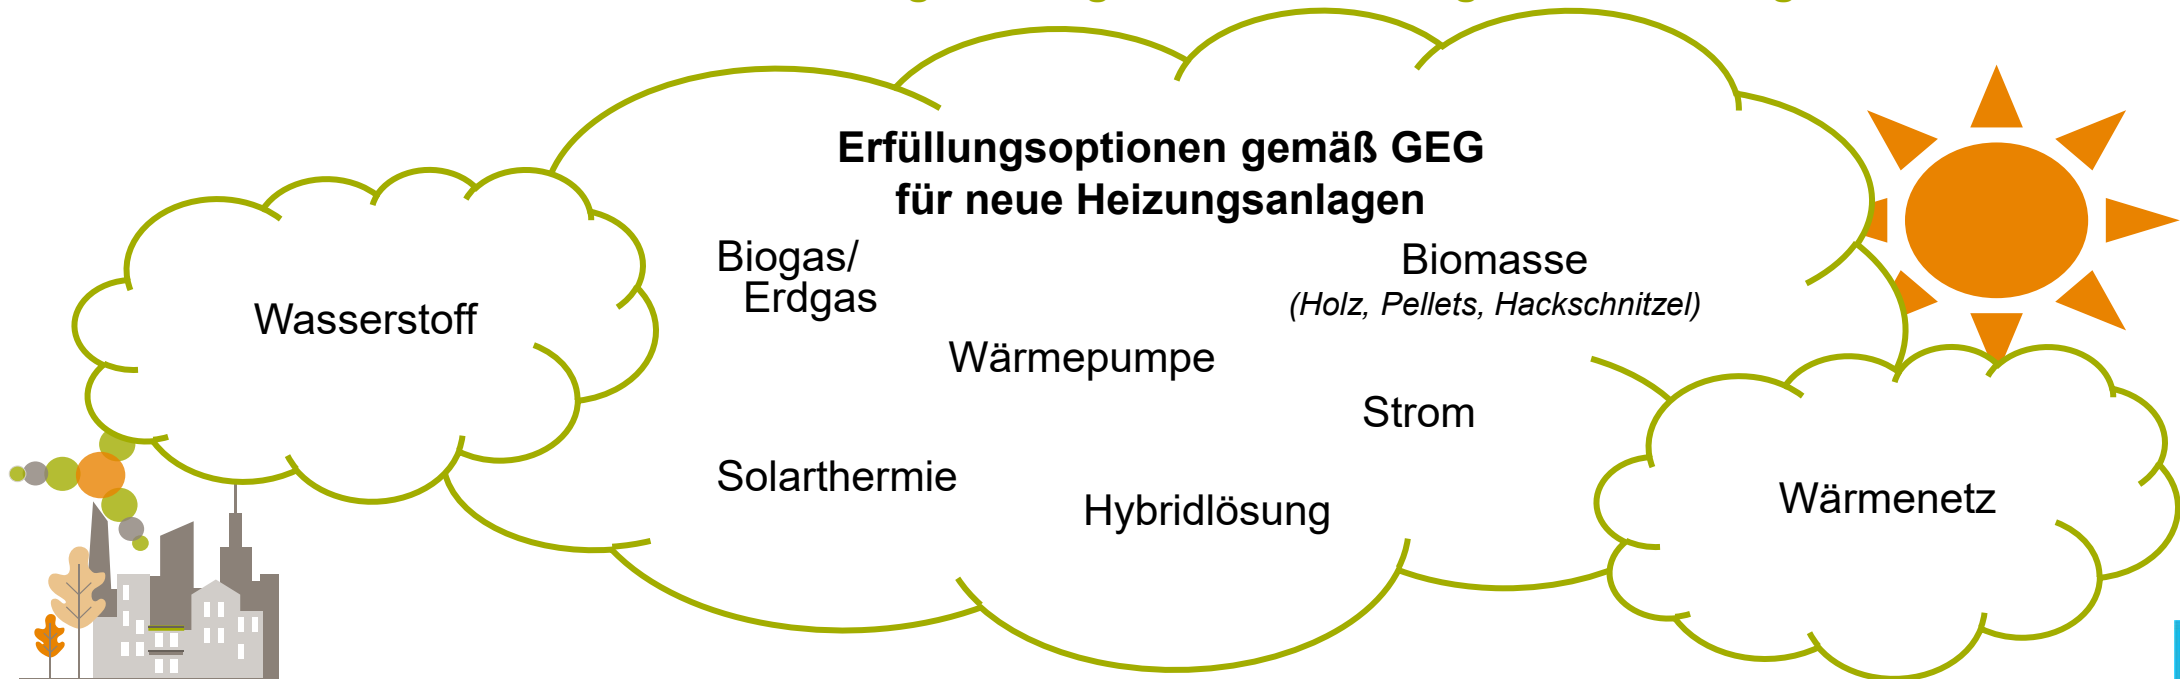 Erfüllungsoptionen gemäß GEG
für neue Heizungsanlagen
Biogas/
Erdgas
Biomasse
(Holz, Pellets, Hackschnitzel)
Wasserstoff
Wärmepumpe
Strom
Solarthermie
Hybridlösung
Wärmenetz